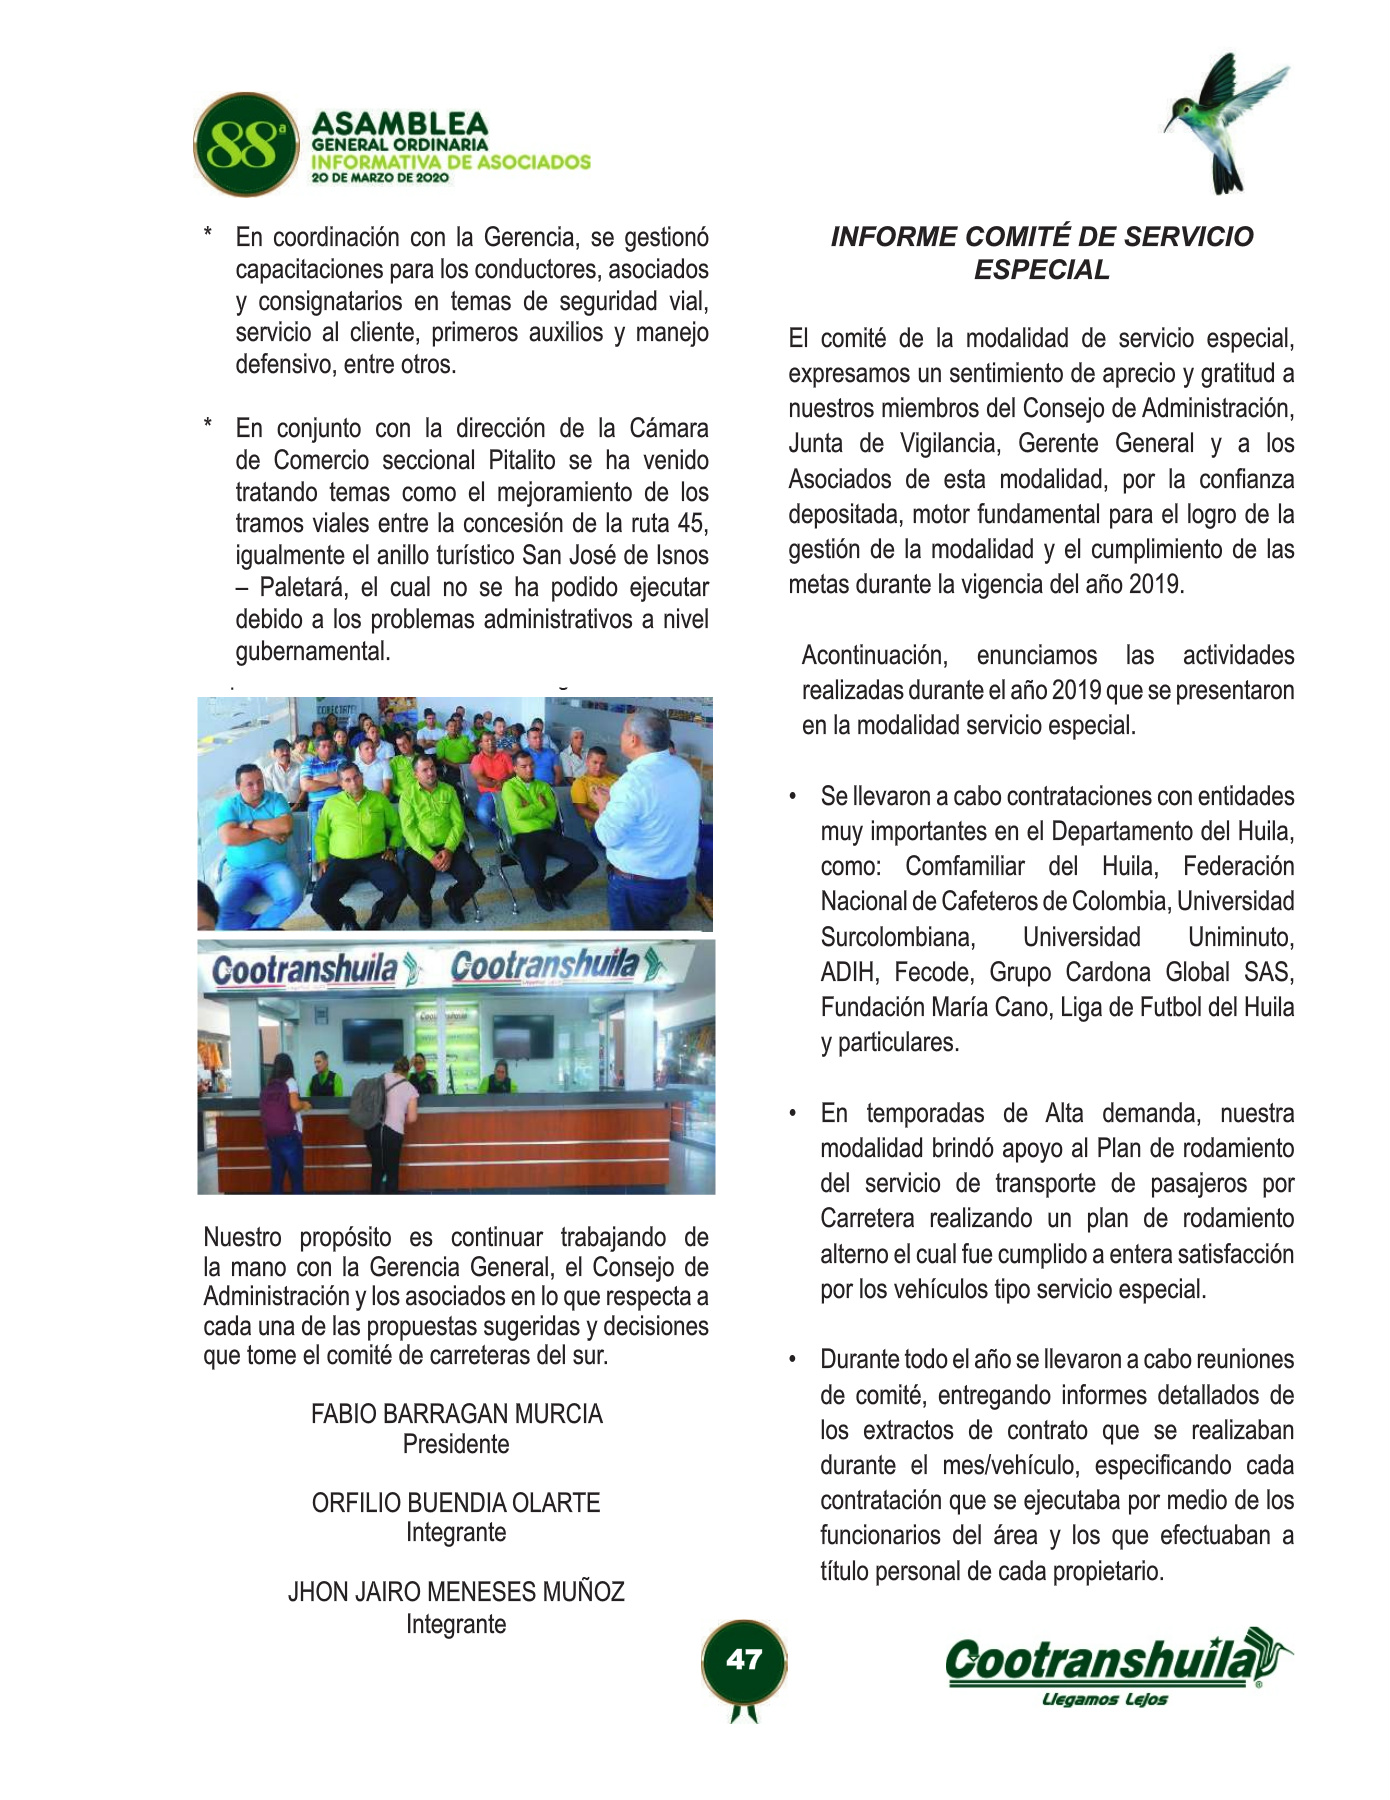 88ª
ASAMBLEA
GENERAL ORDINARIA
INFORMATIVA DE ASOCIADOS
20 DE MARZO DE 2020
* En coordinación con la Gerencia, se gestionó
capacitaciones para los conductores, asociados
y consignatarios en temas de seguridad vial,
servicio al cliente, primeros auxilios y manejo
defensivo, entre otros.
* En conjunto con la dirección de la Cámara
de Comercio seccional Pitalito se ha venido
tratando temas como el mejoramiento de los
tramos viales entre la concesión de la ruta 45,
igualmente el anillo turístico San José de Isnos
– Paletará, el cual no se ha podido ejecutar
debido a los problemas administrativos a nivel
gubernamental.
Cootranshuila Cootranshuila
Cootranshuila
Nuestro propósito es continuar trabajando de
la mano con la Gerencia General, el Consejo de
Administración y los asociados en lo que respecta a
cada una de las propuestas sugeridas y decisiones
que tome el comité de carreteras del sur.
FABIO BARRAGAN MURCIA
Presidente
ORFILIO BUENDIA OLARTE
Integrante
JHON JAIRO MENESES MUÑOZ
Integrante
INFORME COMITÉ DE SERVICIO
ESPECIAL
El comité de la modalidad de servicio especial,
expresamos un sentimiento de aprecio y gratitud a
nuestros miembros del Consejo de Administración,
Junta de Vigilancia, Gerente General y a los
Asociados de esta modalidad, por la confianza
depositada, motor fundamental para el logro de la
gestión de la modalidad y el cumplimiento de las
metas durante la vigencia del año 2019.
Acontinuación, enunciamos las actividades
realizadas durante el año 2019 que se presentaron
en la modalidad servicio especial.
• Se llevaron a cabo contrataciones con entidades
muy importantes en el Departamento del Huila,
como: Comfamiliar del Huila, Federación
Nacional de Cafeteros de Colombia, Universidad
Surcolombiana, Universidad Uniminuto,
ADIH, Fecode, Grupo Cardona Global SAS,
Fundación María Cano, Liga de Futbol del Huila
y particulares.
• En temporadas de Alta demanda, nuestra
modalidad brindó apoyo al Plan de rodamiento
del servicio de transporte de pasajeros por
Carretera realizando un plan de rodamiento
alterno el cual fue cumplido a entera satisfacción
por los vehículos tipo servicio especial.
• Durante todo el año se llevaron a cabo reuniones
de comité, entregando informes detallados de
los extractos de contrato que se realizaban
durante el mes/vehículo, especificando cada
contratación que se ejecutaba por medio de los
funcionarios del área y los que efectuaban a
título personal de cada propietario.
47
Cootranshuila®
Llegamos Lejos